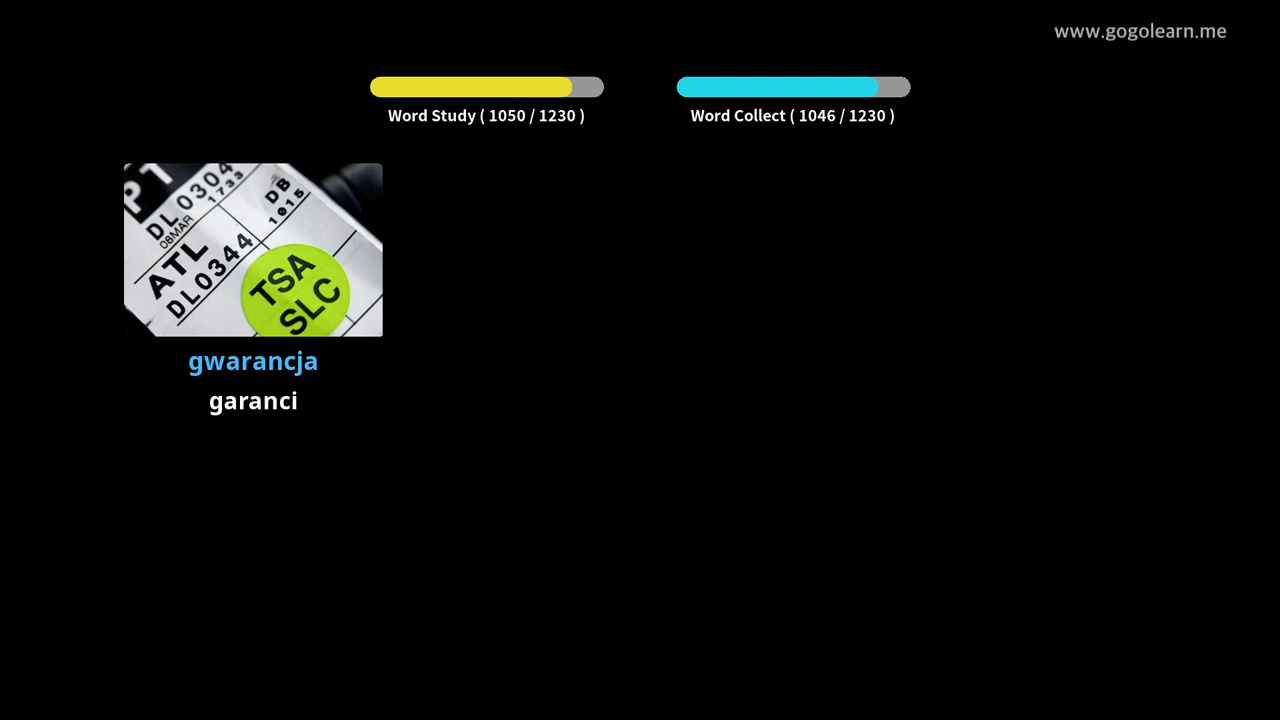 www.gogolearn.me
Word Study ( 1050 / 1230 )
Word Collect ( 1046 / 1230 )
PT
DL 0304
1733
08MAR
DB
1015
ATL
DL0344
TSA
SLC
gwarancja
garanci